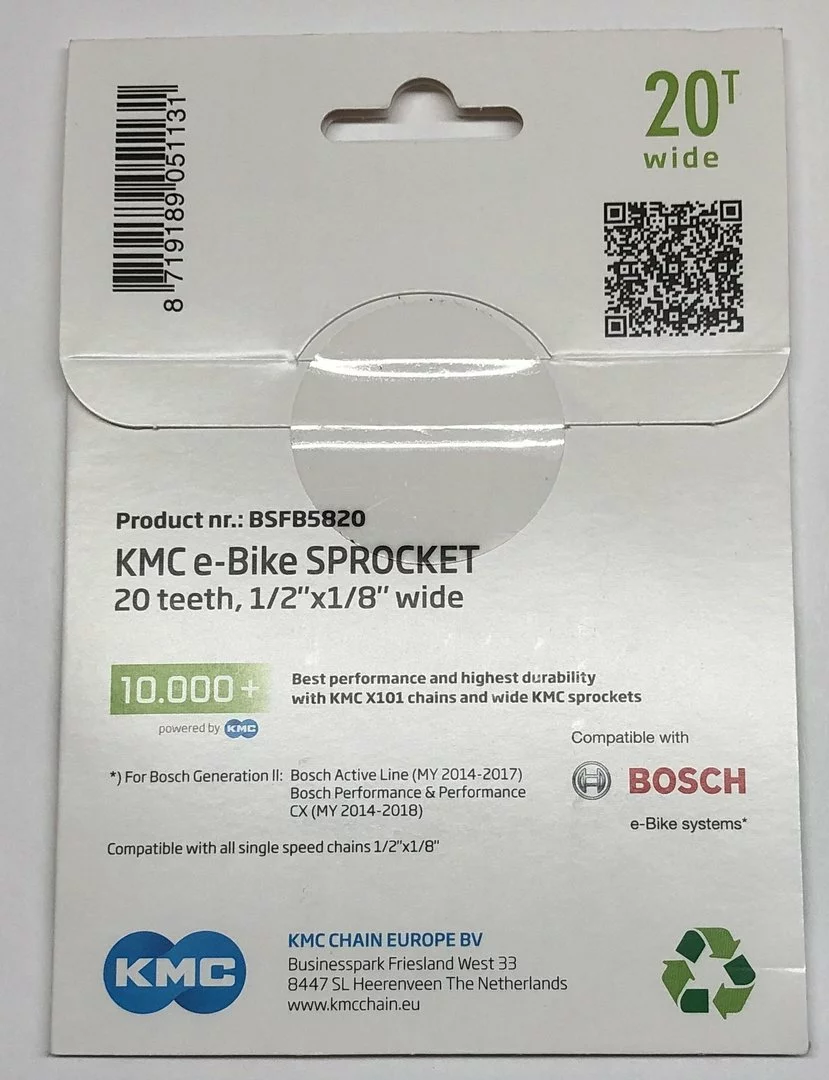 8 719189 051131
20T
wide
Product nr.: BSFB5820
KMC e-Bike SPROCKET
20 teeth, 1/2"x1/8" wide
10.000+
powered by KMC
Best performance and highest durability
with KMC X101 chains and wide KMC sprockets
Compatible with
BOSCH
e-Bike systems*
*) For Bosch Generation II: Bosch Active Line (MY 2014-2017)
Bosch Performance & Performance
CX (MY 2014-2018)
Compatible with all single speed chains 1/2"x1/8"
KMC
KMC CHAIN EUROPE BV
Businesspark Friesland West 33
8447 SL Heerenveen The Netherlands
www.kmcchain.eu